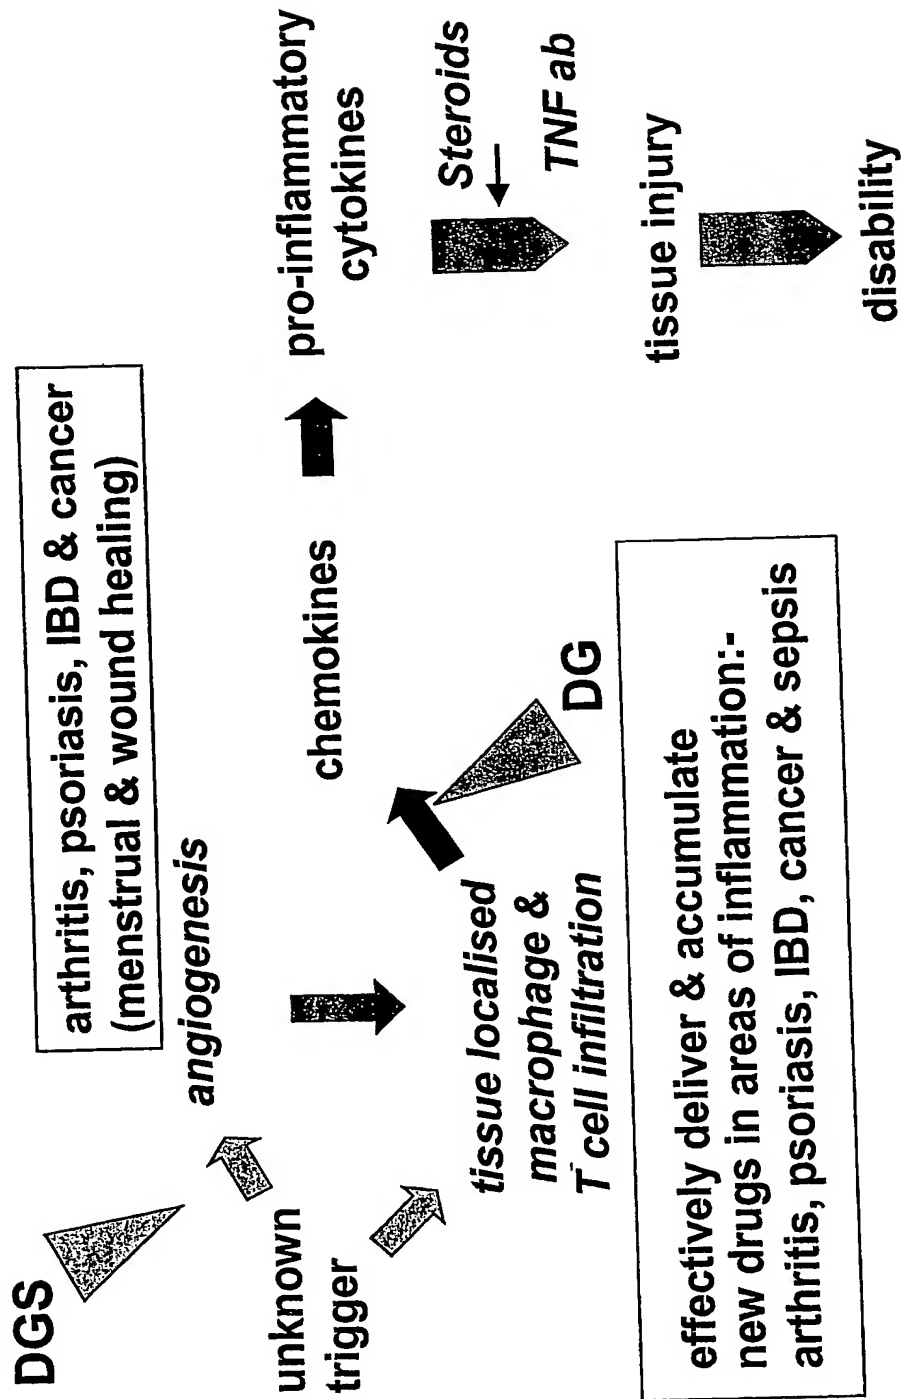 DGS
arthritis, psoriasis, IBD & cancer
(menstrual & wound healing)
angiogenesis
unknown
trigger
tissue localised
macrophage &
T cell infiltration
chemokines
DG
pro-inflammatory
cytokines
Steroids
TNF ab
tissue injury
disability
effectively deliver & accumulate
new drugs in areas of inflammation:-
arthritis, psoriasis, IBD, cancer & sepsis